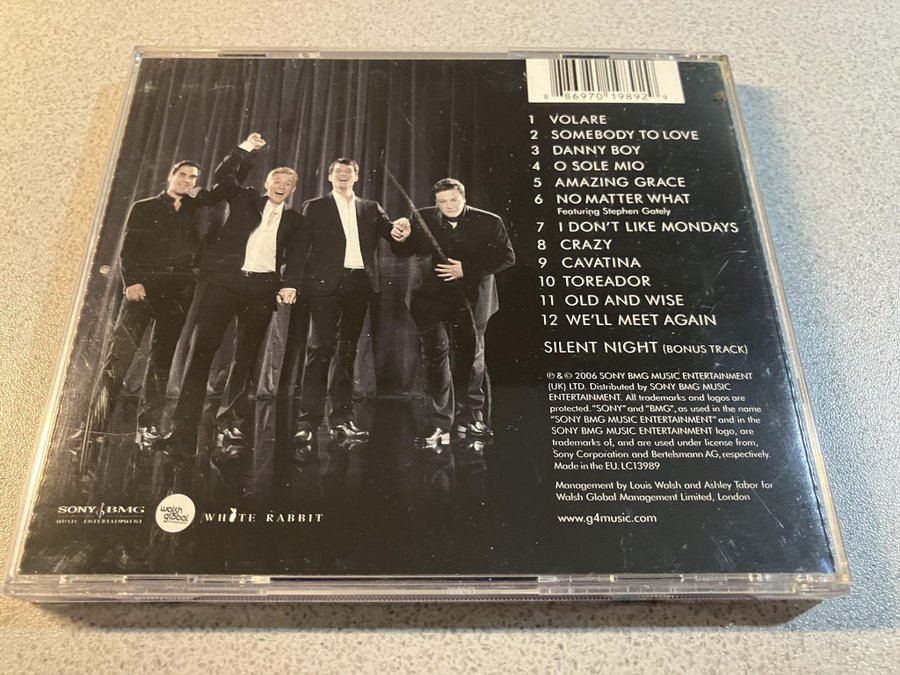 8 86970 19892 9
1 VOLARE
2 SOMEBODY TO LOVE
3 DANNY BOY
4 O SOLE MIO
5 AMAZING GRACE
6 NO MATTER WHAT
Featuring Stephen Gately
7 I DON'T LIKE MONDAYS
8 CRAZY
9 CAVATINA
10 TOREADOR
11 OLD AND WISE
12 WE'LL MEET AGAIN
SILENT NIGHT (BONUS TRACK)
℗ & © 2006 SONY BMG MUSIC ENTERTAINMENT
(UK) LTD. Distributed by SONY BMG MUSIC
ENTERTAINMENT. All trademarks and logos are
protected. "SONY" and "BMG", as used in the name
"SONY BMG MUSIC ENTERTAINMENT" and in the
SONY BMG MUSIC ENTERTAINMENT logo, are
trademarks of, and are used under license from,
Sony Corporation and Bertelsmann AG, respectively.
Made in the EU. LC13989
Management by Louis Walsh and Ashley Tabor for
Walsh Global Management Limited, London
www.g4music.com
SONY BMG
MUSIC ENTERTAINMENT
walsh
global
WHITE RABBIT